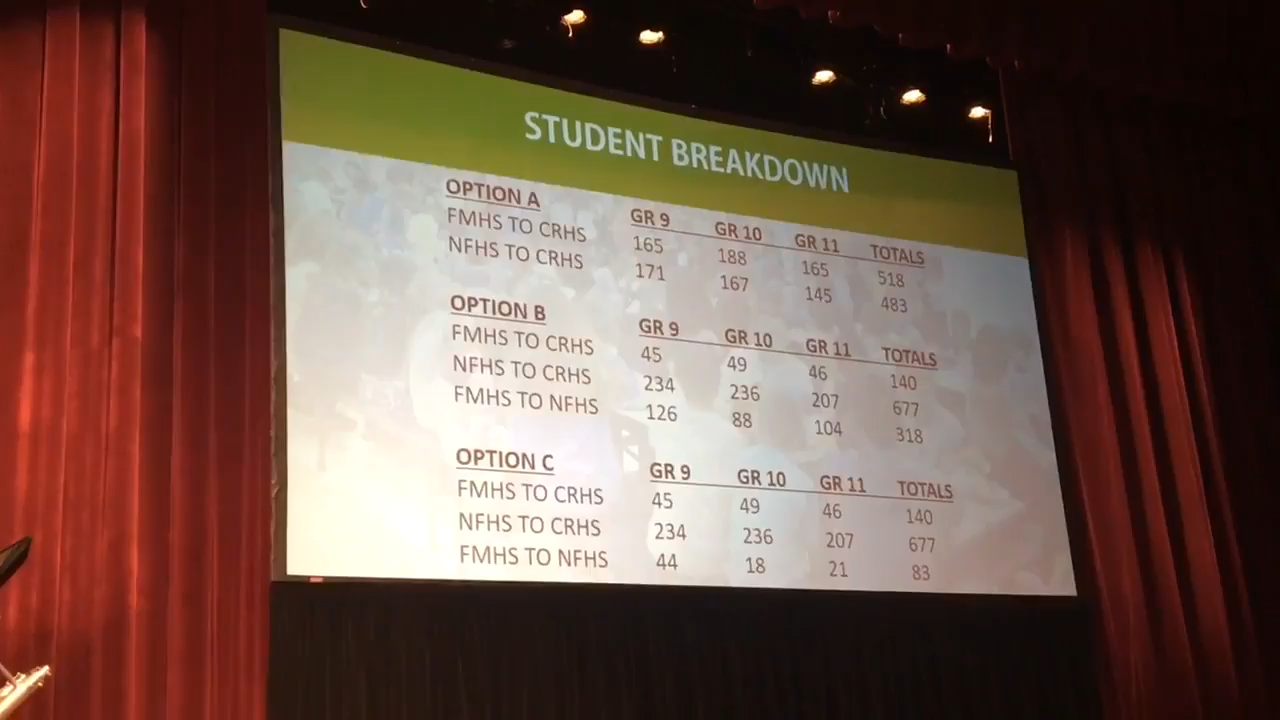 STUDENT BREAKDOWN
OPTION A GR 9 GR 10 GR 11 TOTALS
FMHS TO CRHS 165 188 165 518
NFHS TO CRHS 171 167 145 483
OPTION B GR 9 GR 10 GR 11 TOTALS
FMHS TO CRHS 45 49 46 140
NFHS TO CRHS 234 236 207 677
FMHS TO NFHS 126 88 104 318
OPTION C GR 9 GR 10 GR 11 TOTALS
FMHS TO CRHS 45 49 46 140
NFHS TO CRHS 234 236 207 677
FMHS TO NFHS 44 18 21 83